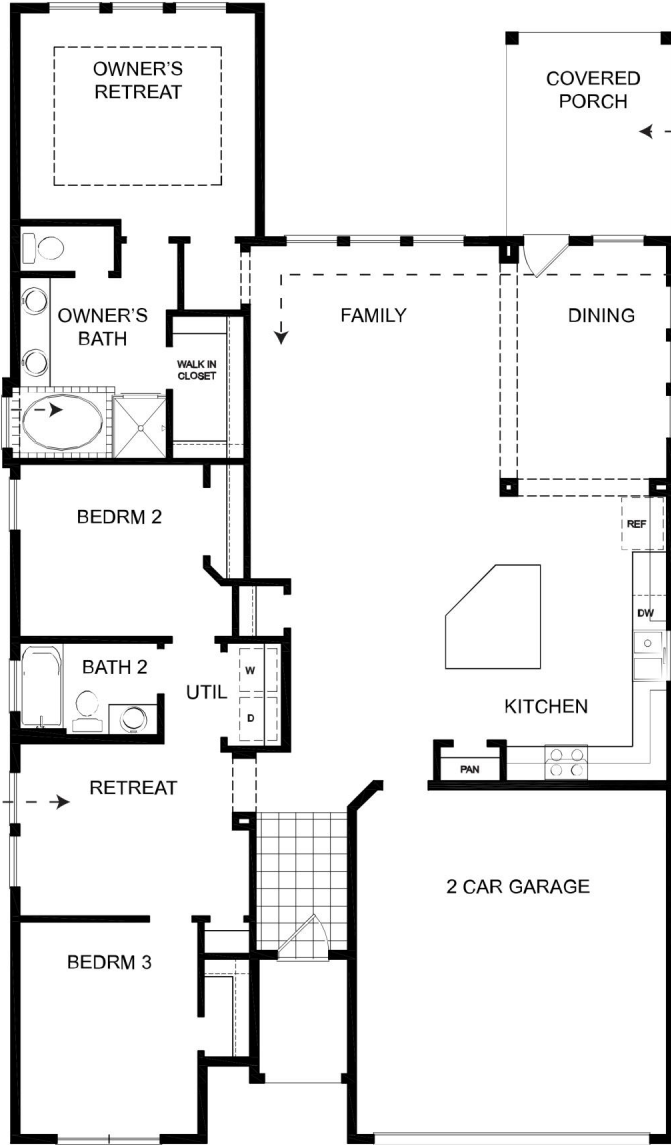 OWNER'S
RETREAT
COVERED
PORCH
OWNER'S
BATH
FAMILY
DINING
WALK IN
CLOSET
BEDRM 2
REF
DW
BATH 2
W
UTIL
D
KITCHEN
PAN
RETREAT
2 CAR GARAGE
BEDRM 3